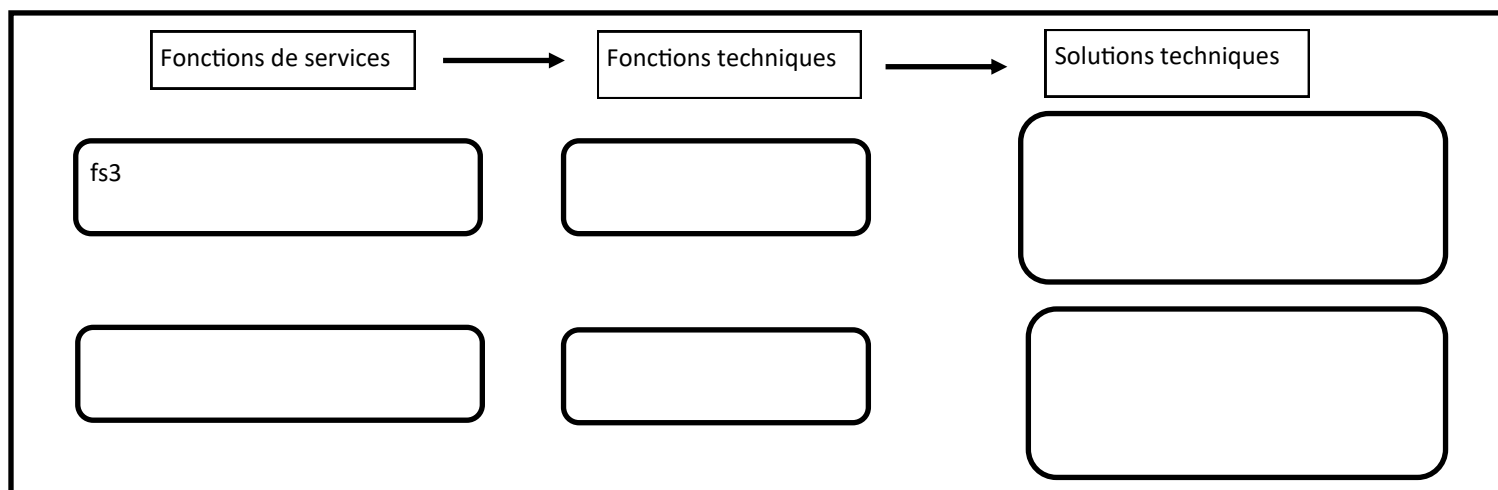 Fonctions de services
Fonctions techniques
Solutions techniques
fs3